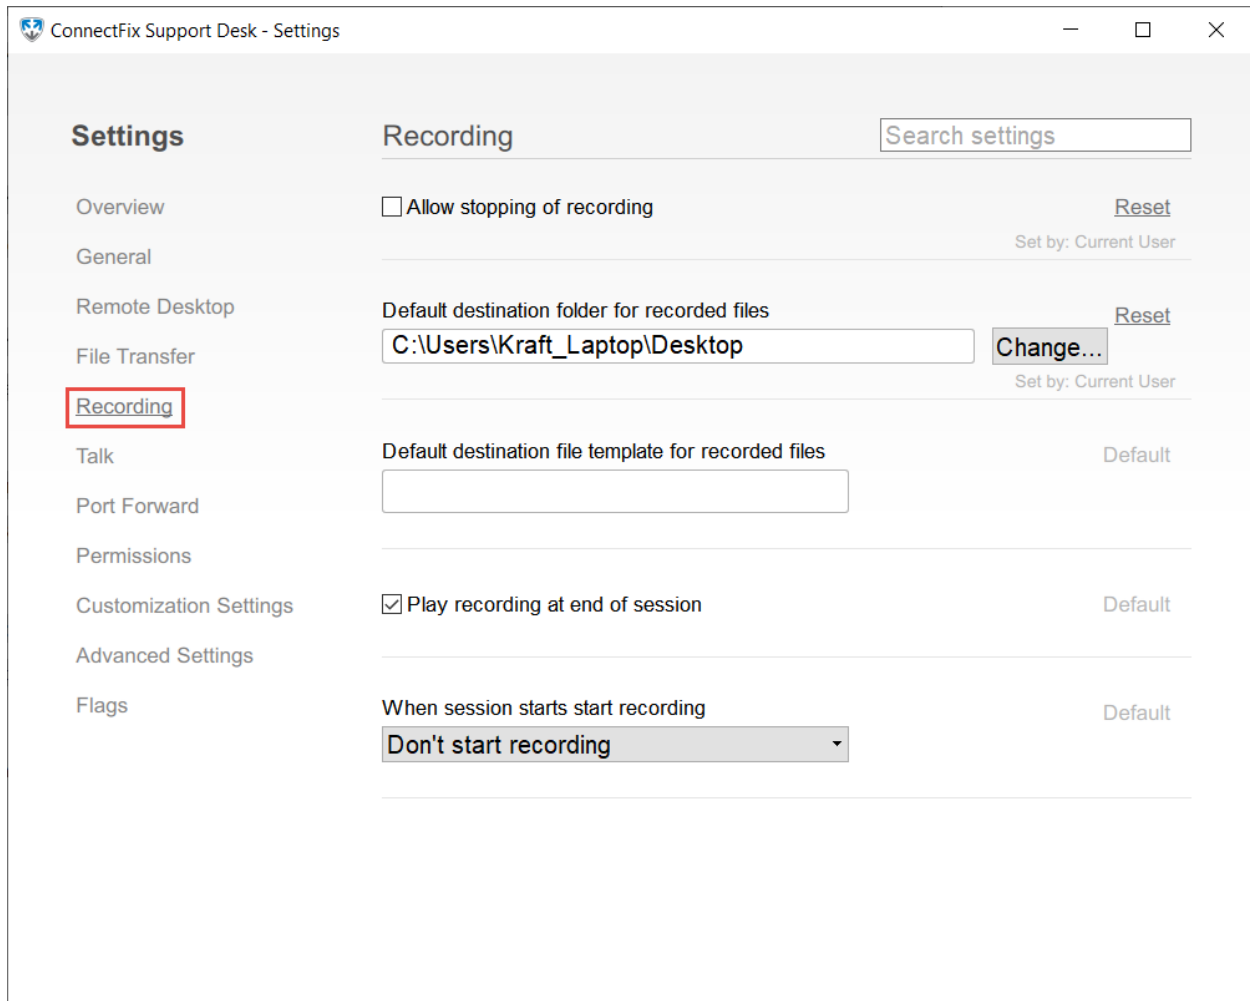 ConnectFix Support Desk - Settings
Settings
Recording
Search settings
Overview
General
Remote Desktop
File Transfer
Recording
Talk
Port Forward
Permissions
Customization Settings
Advanced Settings
Flags
Allow stopping of recording
Reset
Set by: Current User
Default destination folder for recorded files
Reset
C:\Users\Kraft_Laptop\Desktop
Change...
Set by: Current User
Default destination file template for recorded files
Default
Play recording at end of session
Default
When session starts start recording
Default
Don't start recording